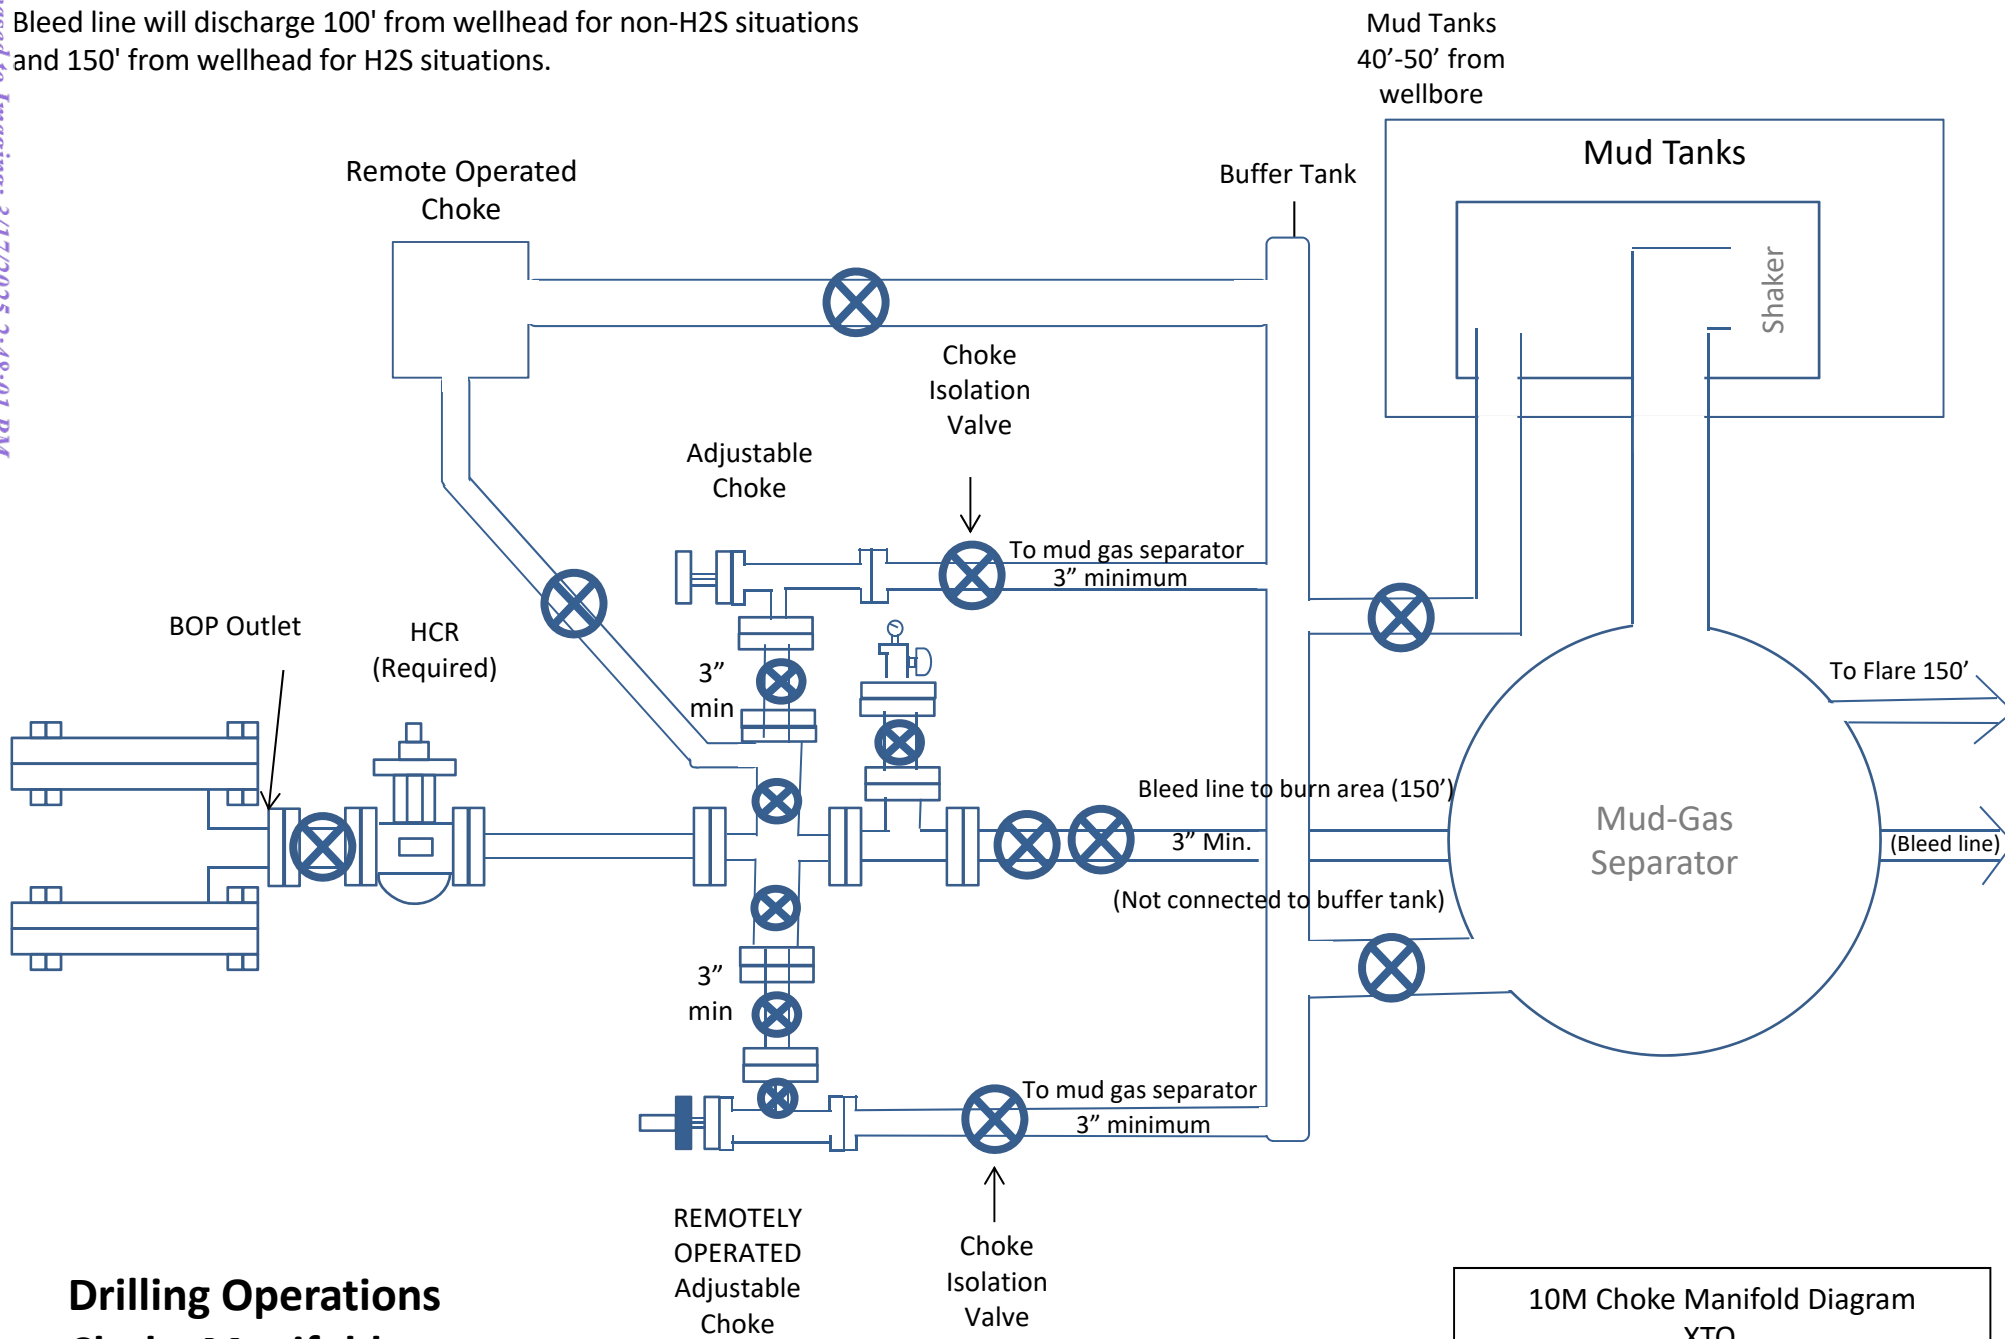 Bleed line will discharge 100' from wellhead for non-H2S situations
and 150' from wellhead for H2S situations.
Mud Tanks
40’-50’ from
wellbore
Mud Tanks
Shaker
Remote Operated
Choke
Buffer Tank
Choke
Isolation
Valve
Adjustable
Choke
To mud gas separator
3” minimum
BOP Outlet
HCR
(Required)
3”
min
To Flare 150’
Bleed line to burn area (150’)
3” Min.
(Not connected to buffer tank)
Mud-Gas
Separator
(Bleed line)
3”
min
To mud gas separator
3” minimum
REMOTELY
OPERATED
Adjustable
Choke
Choke
Isolation
Valve
Drilling Operations
10M Choke Manifold Diagram
XTO